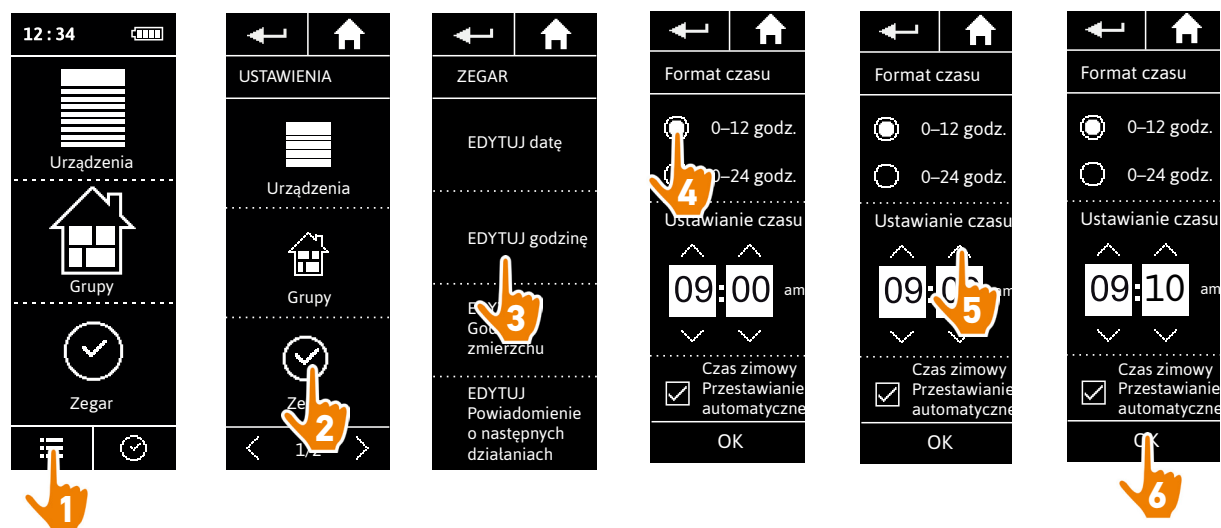 12:34
Urządzenia
Grupy
Zegar
1
USTAWIENIA
Urządzenia
Grupy
2
ZEGAR
EDYTUJ datę
EDYTUJ godzinę
3
zmierzchu
EDYTUJ
Powiadomienie
o następnych
działaniach
Format czasu
0–12 godz.
4
0–24 godz.
Ustawianie czasu
09:00 am
Czas zimowy
Przestawianie
automatyczne
OK
Format czasu
0–12 godz.
0–24 godz.
Ustawianie czasu
09:
5
Czas zimowy
Przestawianie
automatyczne
OK
Format czasu
0–12 godz.
0–24 godz.
Ustawianie czasu
09:10 am
Czas zimowy
Przestawianie
automatyczne
OK
6